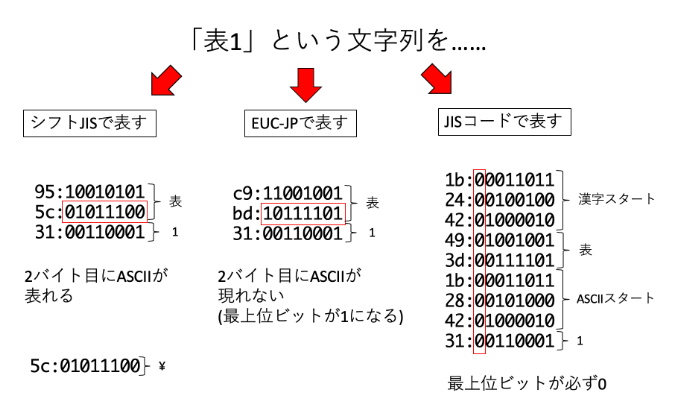 「表1」という文字列を……
シフトJISで表す
95:10010101
5c:01011100
表
31:00110001
1
2バイト目にASCIIが
表れる
5c:01011100
¥
EUC-JPで表す
c9:11001001
bd:10111101
表
31:00110001
1
2バイト目にASCIIが
現れない
(最上位ビットが1になる)
JISコードで表す
1b:00011011
24:00100100
42:01000010
漢字スタート
49:01001001
3d:00111101
表
1b:00011011
28:00101000
42:01000010
ASCIIスタート
31:00110001
1
最上位ビットが必ず0